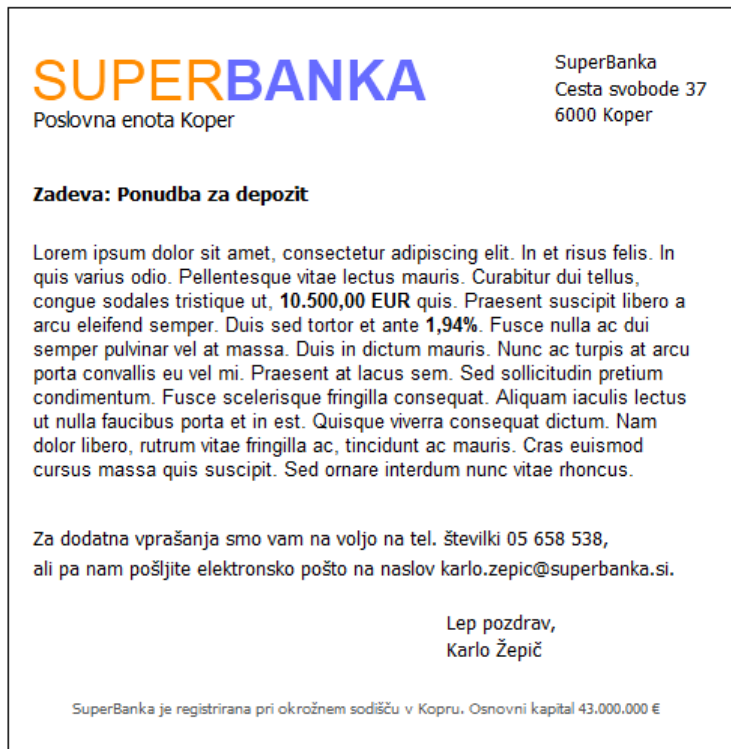 SUPERBANKA
Poslovna enota Koper
SuperBanka
Cesta svobode 37
6000 Koper
Zadeva: Ponudba za depozit
Lorem ipsum dolor sit amet, consectetur adipiscing elit. In et risus felis. In
quis varius odio. Pellentesque vitae lectus mauris. Curabitur dui tellus,
congue sodales tristique ut, 10.500,00 EUR quis. Praesent suscipit libero a
arcu eleifend semper. Duis sed tortor et ante 1,94%. Fusce nulla ac dui
semper pulvinar vel at massa. Duis in dictum mauris. Nunc ac turpis at arcu
porta convallis eu vel mi. Praesent at lacus sem. Sed sollicitudin pretium
condimentum. Fusce scelerisque fringilla consequat. Aliquam iaculis lectus
ut nulla faucibus porta et in est. Quisque viverra consequat dictum. Nam
dolor libero, rutrum vitae fringilla ac, tincidunt ac mauris. Cras euismod
cursus massa quis suscipit. Sed ornare interdum nunc vitae rhoncus.
Za dodatna vprašanja smo vam na voljo na tel. številki 05 658 538,
ali pa nam pošljite elektronsko pošto na naslov karlo.zepic@superbanka.si.
Lep pozdrav,
Karlo Žepič
SuperBanka je registrirana pri okrožnem sodišču v Kopru. Osnovni kapital 43.000.000 €